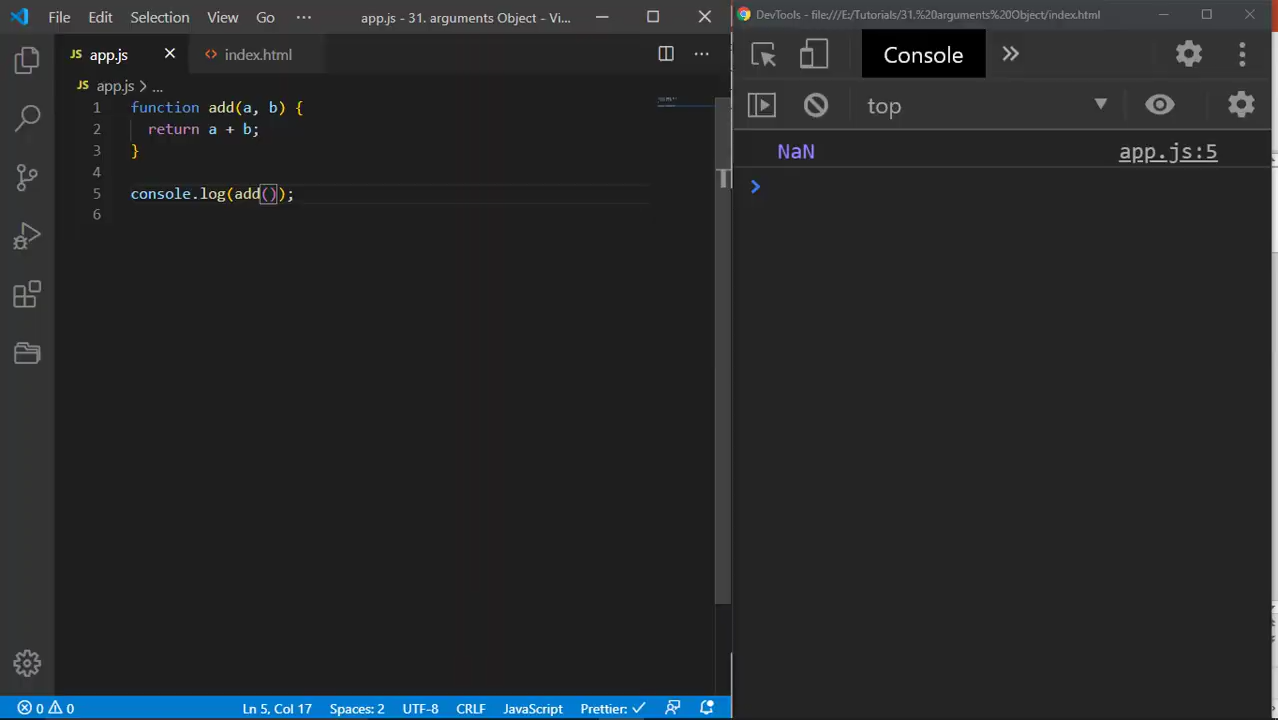 File Edit Selection View Go ··· app.js - 31. arguments Object - Vi...
JS app.js index.html
JS app.js > ...
1 function add(a, b) {
2 return a + b;
3 }
4
5 console.log(add());
6
0 0 Ln 5, Col 17 Spaces: 2 UTF-8 CRLF JavaScript Prettier: ✓
DevTools - file:///E:/Tutorials/31.%20arguments%20Object/index.html
Console »
top
NaN app.js:5
>